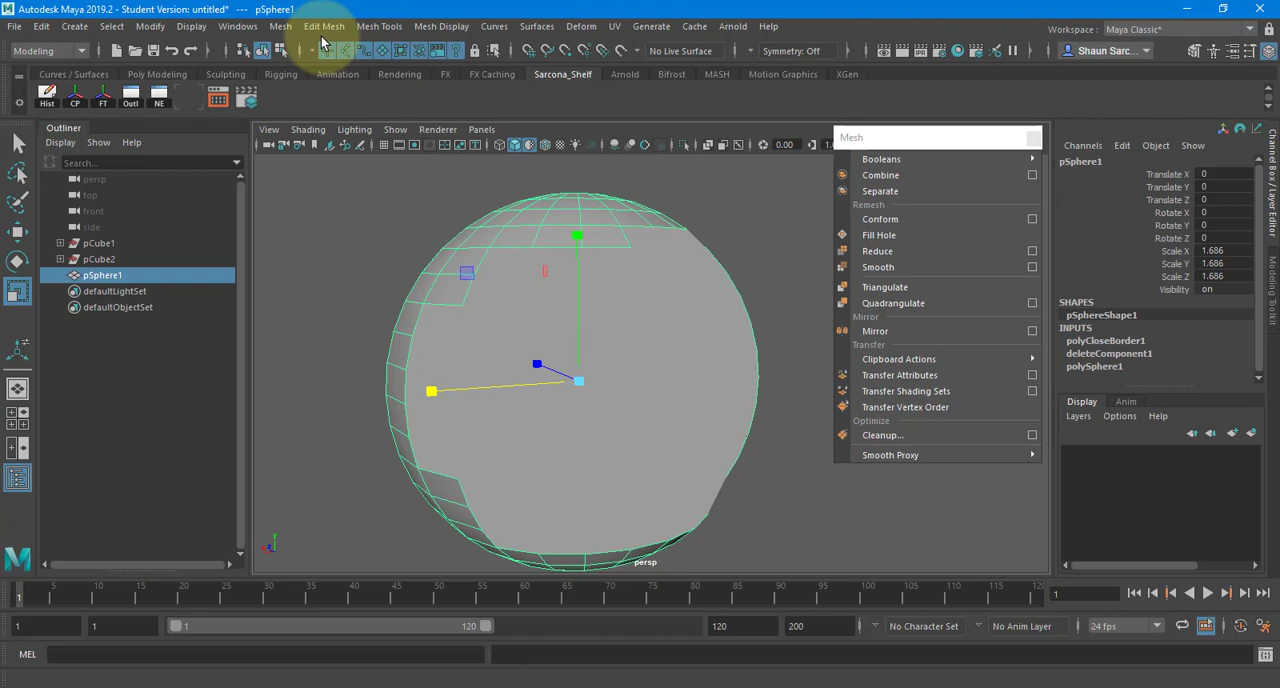 Autodesk Maya 2019.2 - Student Version: untitled*   ---   pSphere1
File Edit Create Select Modify Display Windows Mesh Edit Mesh Mesh Tools Mesh Display Curves Surfaces Deform UV Generate Cache Arnold Help
Workspace : Maya Classic*
Modeling No Live Surface Symmetry: Off Shaun Sarc...
Curves / Surfaces Poly Modeling Sculpting Rigging Animation Rendering FX FX Caching Sarcona_Shelf Arnold Bifrost MASH Motion Graphics XGen
Hist CP FT Outl NE
Outliner
Display Show Help
Search...
persp
top
front
side
pCube1
pCube2
pSphere1
defaultLightSet
defaultObjectSet
View Shading Lighting Show Renderer Panels
0.00
persp
Mesh
Booleans
Combine
Separate
Remesh
Conform
Fill Hole
Reduce
Smooth
Triangulate
Quadrangulate
Mirror
Mirror
Transfer
Clipboard Actions
Transfer Attributes
Transfer Shading Sets
Transfer Vertex Order
Optimize
Cleanup...
Smooth Proxy
Channels Edit Object Show
pSphere1
Translate X 0
Translate Y 0
Translate Z 0
Rotate X 0
Rotate Y 0
Rotate Z 0
Scale X 1.686
Scale Y 1.686
Scale Z 1.686
Visibility on
SHAPES
pSphereShape1
INPUTS
polyCloseBorder1
deleteComponent1
polySphere1
Display Anim
Layers Options Help
Channel Box / Layer Editor
Modeling Toolkit
5 10 15 20 25 30 35 40 45 50 55 60 65 70 75 80 85 90 95 100 105 110 115 120
1 1
1 1 1 120 120 200 No Character Set No Anim Layer 24 fps
MEL